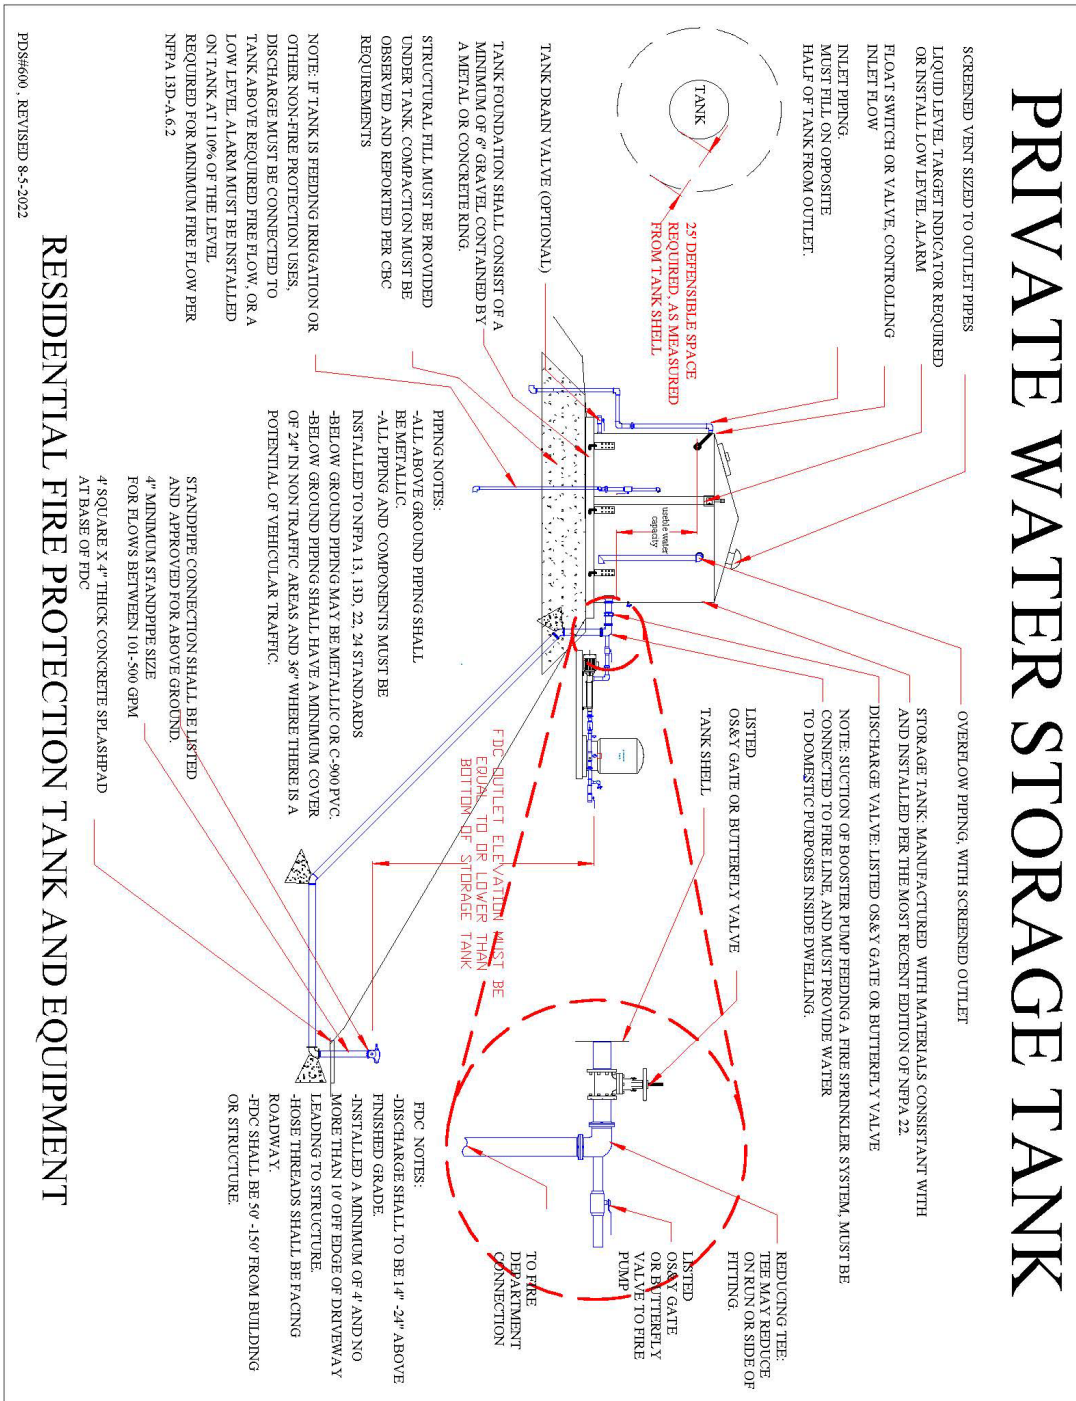 PRIVATE WATER STORAGE TANK
SCREENED VENT SIZED TO OUTLET PIPES
LIQUID LEVEL TARGET INDICATOR REQUIRED
OR INSTALL LOW LEVEL ALARM
FLOAT SWITCH OR VALVE, CONTROLLING
INLET FLOW
INLET PIPING.
MUST FILL ON OPPOSITE
HALF OF TANK FROM OUTLET.
TANK
25' DEFENSIBLE SPACE
REQUIRED, AS MEASURED
FROM TANK SHELL
TANK DRAIN VALVE (OPTIONAL)
TANK FOUNDATION SHALL CONSIST OF A
MINIMUM OF 6" GRAVEL CONTAINED BY
A METAL OR CONCRETE RING.
STRUCTURAL FILL MUST BE PROVIDED
UNDER TANK. COMPACTION MUST BE
OBSERVED AND REPORTED PER CBC
REQUIREMENTS
NOTE: IF TANK IS FEEDING IRRIGATION OR
OTHER NON-FIRE PROTECTION USES,
DISCHARGE MUST BE CONNECTED TO
TANK ABOVE REQUIRED FIRE FLOW, OR A
LOW LEVEL ALARM MUST BE INSTALLED
ON TANK AT 110% OF THE LEVEL
REQUIRED FOR MINIMUM FIRE FLOW PER
NFPA 13D-A.6.2
useble water
capacity
OVERFLOW PIPING, WITH SCREENED OUTLET
STORAGE TANK: MANUFACTURED WITH MATERIALS CONSISTANT WITH
AND INSTALLED PER THE MOST RECENT EDITION OF NFPA 22.
DISCHARGE VALVE: LISTED OS&Y GATE OR BUTTERFLY VALVE
NOTE: SUCTION OF BOOSTER PUMP FEEDING A FIRE SPRINKLER SYSTEM, MUST BE
CONNECTED TO FIRE LINE, AND MUST PROVIDE WATER
TO DOMESTIC PURPOSES INSIDE DWELLING.
LISTED
OS&Y GATE OR BUTTERFLY VALVE
TANK SHELL
PIPING NOTES:
-ALL ABOVE GROUND PIPING SHALL
BE METALLIC.
-ALL PIPING AND COMPONENTS MUST BE
INSTALLED TO NFPA 13, 13D, 22, 24 STANDARDS
-BELOW GROUND PIPING MAY BE METALLIC OR C-900 PVC.
-BELOW GROUND PIPING SHALL HAVE A MINIMUM COVER
OF 24" IN NON TRAFFIC AREAS AND 36" WHERE THERE IS A
POTENTIAL OF VEHICULAR TRAFFIC.
FDC OUTLET ELEVATION MUST BE
EQUAL TO OR LOWER THAN
BOTTOM OF STORAGE TANK
STANDPIPE CONNECTION SHALL BE LISTED
AND APPROVED FOR ABOVE GROUND.
4" MINIMUM STANDPIPE SIZE
FOR FLOWS BETWEEN 101-500 GPM
4' SQUARE X 4" THICK CONCRETE SPLASHPAD
AT BASE OF FDC
REDUCING TEE:
TEE MAY REDUCE
ON RUN OR SIDE OF
FITTING.
LISTED
OS&Y GATE
OR BUTTERFLY
VALVE TO FIRE
PUMP
TO FIRE
DEPARTMENT
CONNECTION
FDC NOTES:
-DISCHARGE SHALL TO BE 14" -24" ABOVE
FINISHED GRADE.
-INSTALLED A MINIMUM OF 4' AND NO
MORE THAN 10' OFF EDGE OF DRIVEWAY
LEADING TO STRUCTURE.
-HOSE THREADS SHALL BE FACING
ROADWAY.
-FDC SHALL BE 50' -150' FROM BUILDING
OR STRUCTURE.
RESIDENTIAL FIRE PROTECTION TANK AND EQUIPMENT
PDS#600 , REVISED 8-5-2022